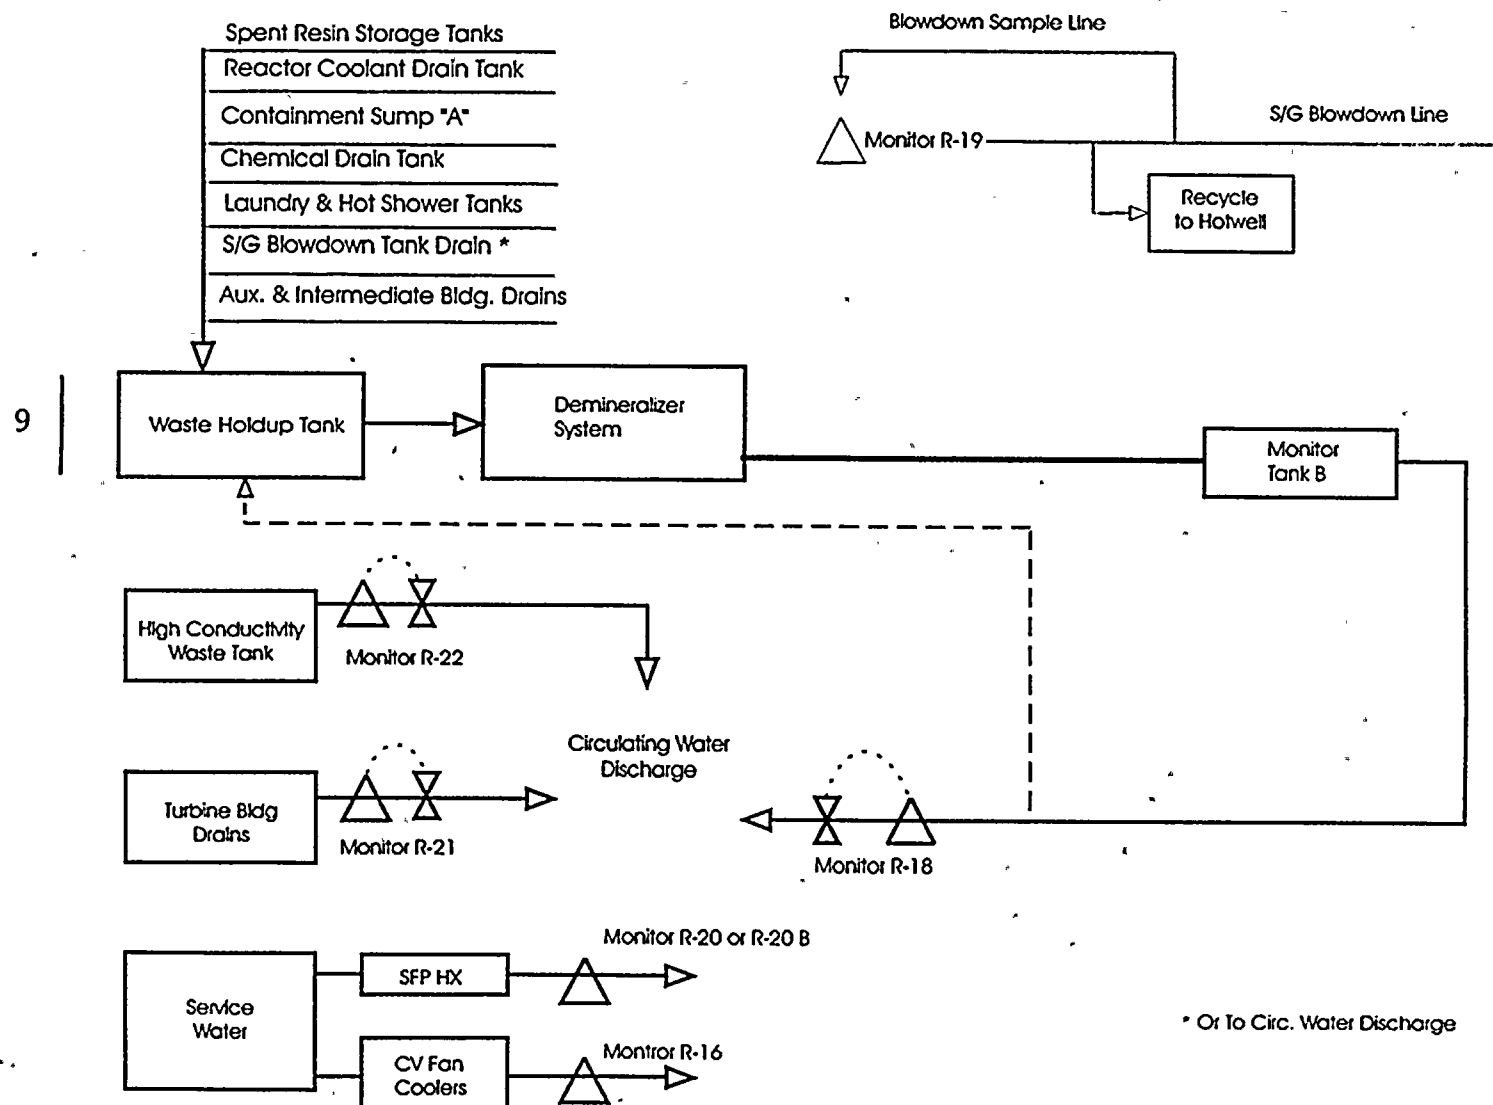 Spent Resin Storage Tanks
Reactor Coolant Drain Tank
Containment Sump "A"
Chemical Drain Tank
Laundry & Hot Shower Tanks
S/G Blowdown Tank Drain *
Aux. & Intermediate Bldg. Drains
Blowdown Sample Line
S/G Blowdown Line
Monitor R-19
Recycle
to Hotwell
9
Waste Holdup Tank
Demineralizer
System
Monitor
Tank B
High Conductivity
Waste Tank
Monitor R-22
Circulating Water
Discharge
Turbine Bldg
Drains
Monitor R-21
Monitor R-18
Monitor R-20 or R-20 B
SFP HX
Service
Water
* Or To Circ. Water Discharge
Montror R-16
CV Fan
Coolers